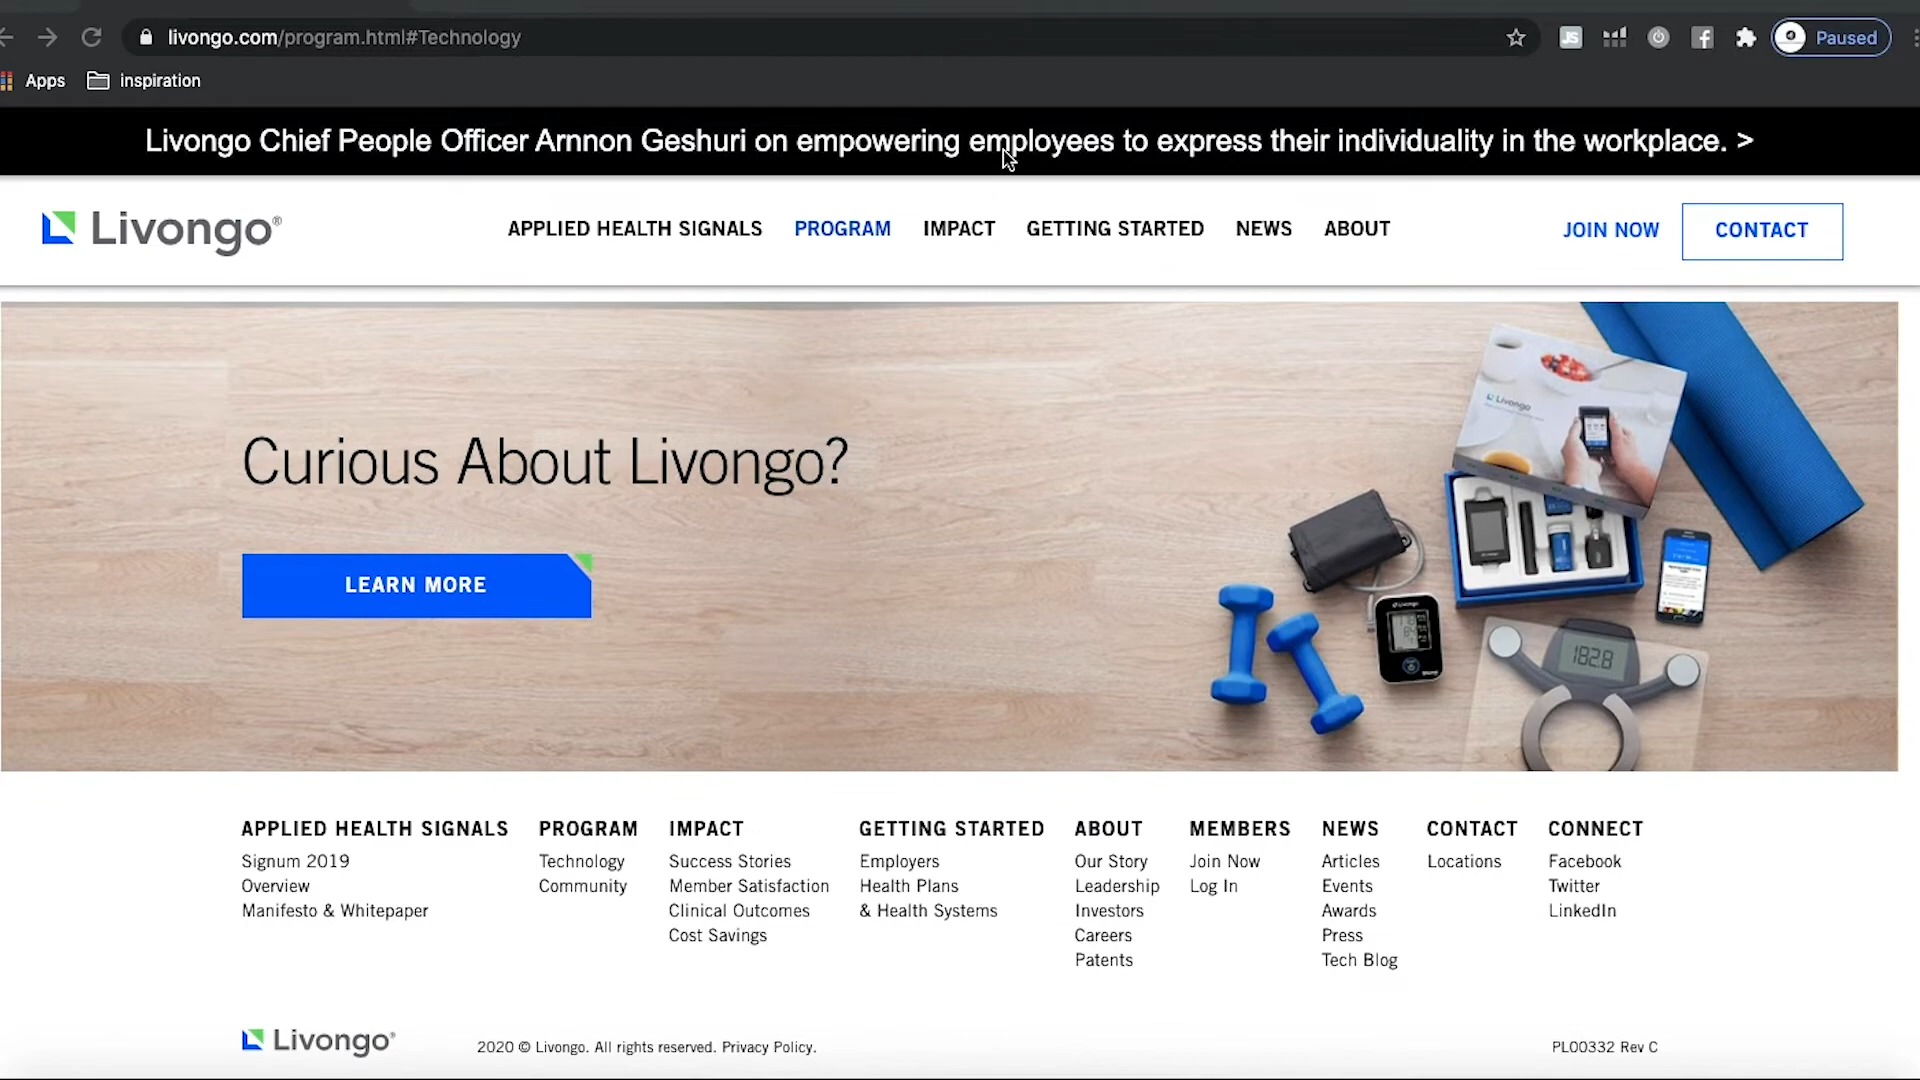 livongo.com/program.html#Technology
Paused
Apps
inspiration
Livongo Chief People Officer Arnnon Geshuri on empowering employees to express their individuality in the workplace. >
Livongo®
APPLIED HEALTH SIGNALS PROGRAM IMPACT GETTING STARTED NEWS ABOUT
JOIN NOW
CONTACT
Curious About Livongo?
LEARN MORE
Livongo
182.8
APPLIED HEALTH SIGNALS
Signum 2019
Overview
Manifesto & Whitepaper
PROGRAM
Technology
Community
IMPACT
Success Stories
Member Satisfaction
Clinical Outcomes
Cost Savings
GETTING STARTED
Employers
Health Plans
& Health Systems
ABOUT
Our Story
Leadership
Investors
Careers
Patents
MEMBERS
Join Now
Log In
NEWS
Articles
Events
Awards
Press
Tech Blog
CONTACT
Locations
CONNECT
Facebook
Twitter
LinkedIn
Livongo®
2020 © Livongo. All rights reserved. Privacy Policy.
PL00332 Rev C